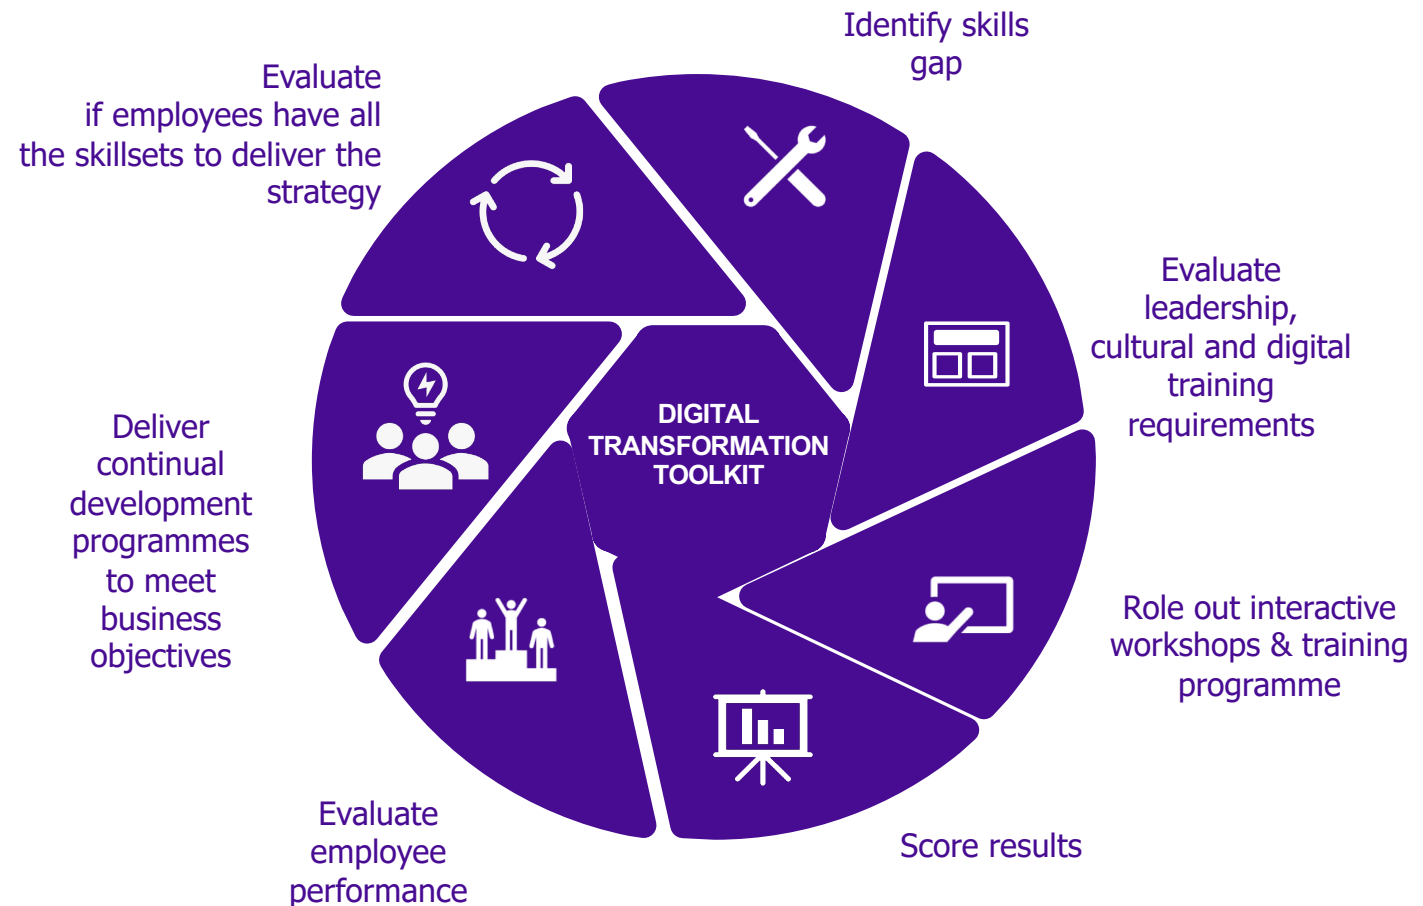 Identify skills
gap
Evaluate
if employees have all
the skillsets to deliver the
strategy
Evaluate
leadership,
cultural and digital
training
requirements
DIGITAL
TRANSFORMATION
TOOLKIT
Deliver
continual
development
programmes
to meet
business
objectives
Role out interactive
workshops & training
programme
Evaluate
employee
performance
Score results